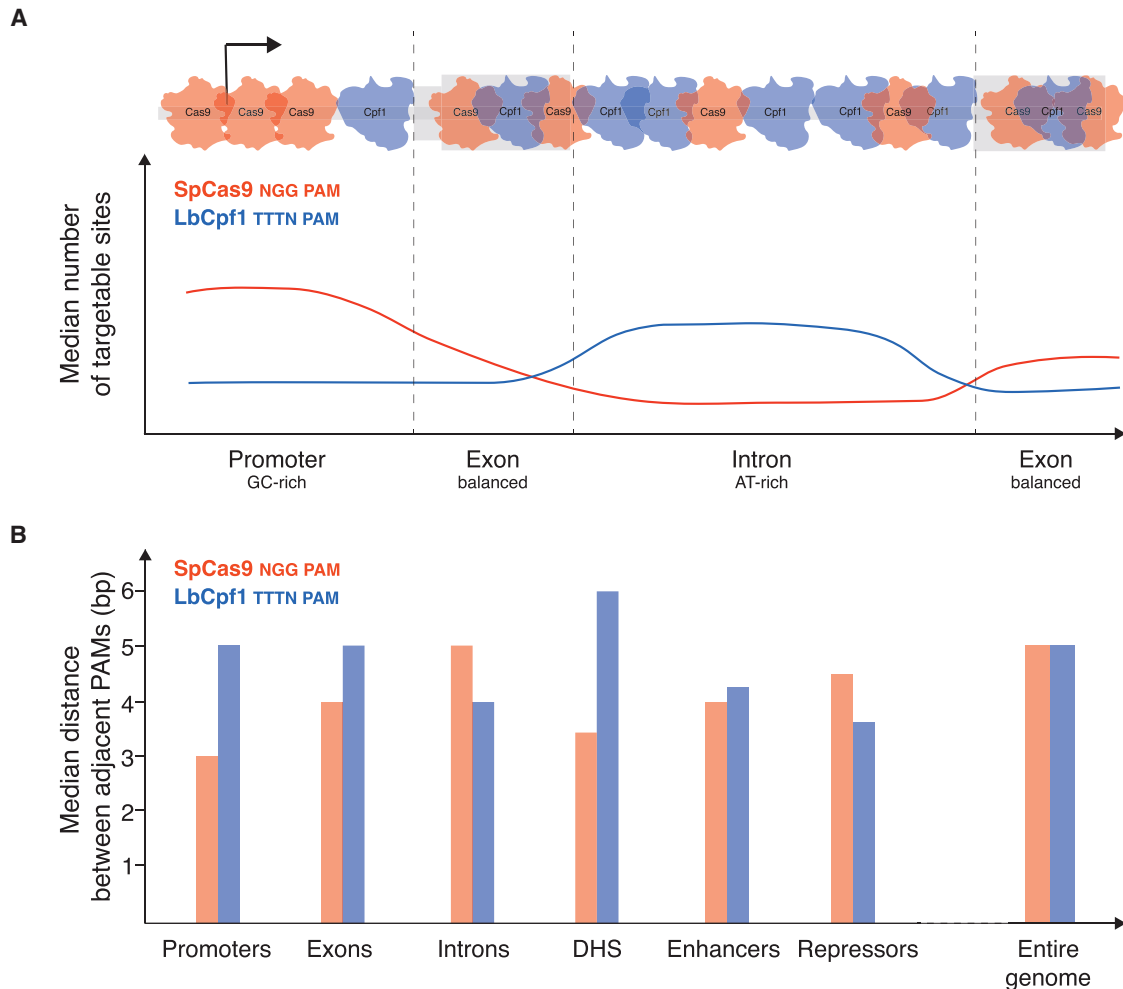 A
Cas9
Cas9
Cas9
Cpf1
Cas9
Cpf1
Cas9
Cpf1
Cpf1
Cas9
Cpf1
Cpf1
Cas9
Cpf1
Cas9
Cpf1
Cas9
SpCas9 NGG PAM
LbCpf1 TTTN PAM
Median number
of targetable sites
Promoter
GC-rich
Exon
balanced
Intron
AT-rich
Exon
balanced
B
SpCas9 NGG PAM
LbCpf1 TTTN PAM
Median distance
between adjacent PAMs (bp)
6
5
4
3
2
1
Promoters
Exons
Introns
DHS
Enhancers
Repressors
Entire
genome